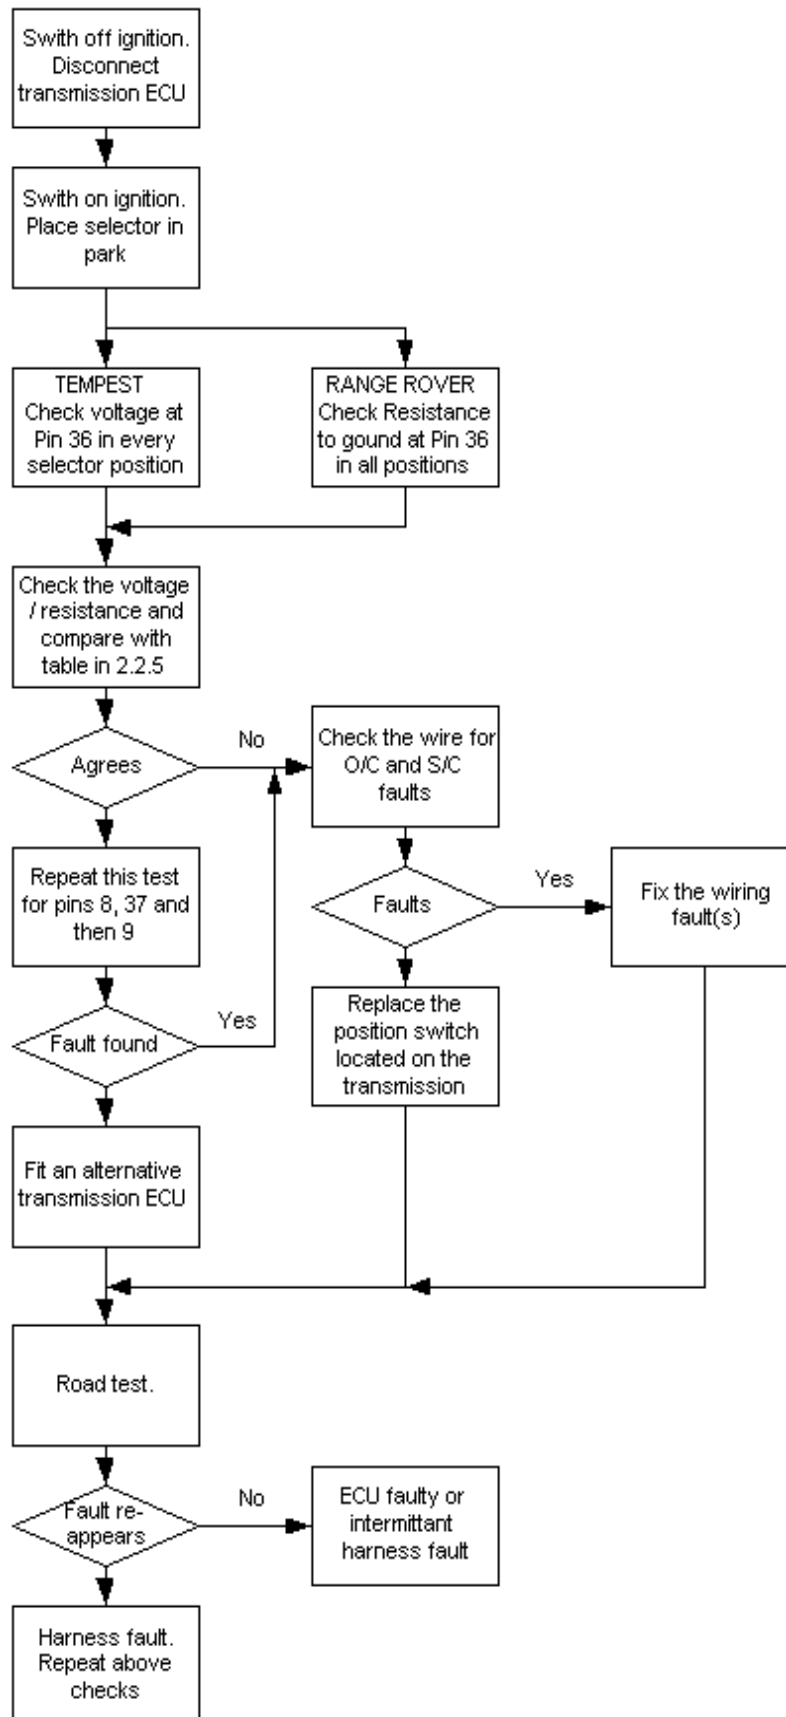 Swith off ignition.
Disconnect
transmission ECU
Swith on ignition.
Place selector in
park
TEMPEST
Check voltage at
Pin 36 in every
selector position
RANGE ROVER
Check Resistance
to gound at Pin 36
in all positions
Check the voltage
/ resistance and
compare with
table in 2.2.5
Agrees
No
Check the wire for
O/C and S/C
faults
Repeat this test
for pins 8, 37 and
then 9
Faults
Yes
Fix the wiring
fault(s)
Fault found
Yes
Replace the
position switch
located on the
transmission
Fit an alternative
transmission ECU
Road test.
Fault re-
appears
No
ECU faulty or
intermittant
harness fault
Harness fault.
Repeat above
checks